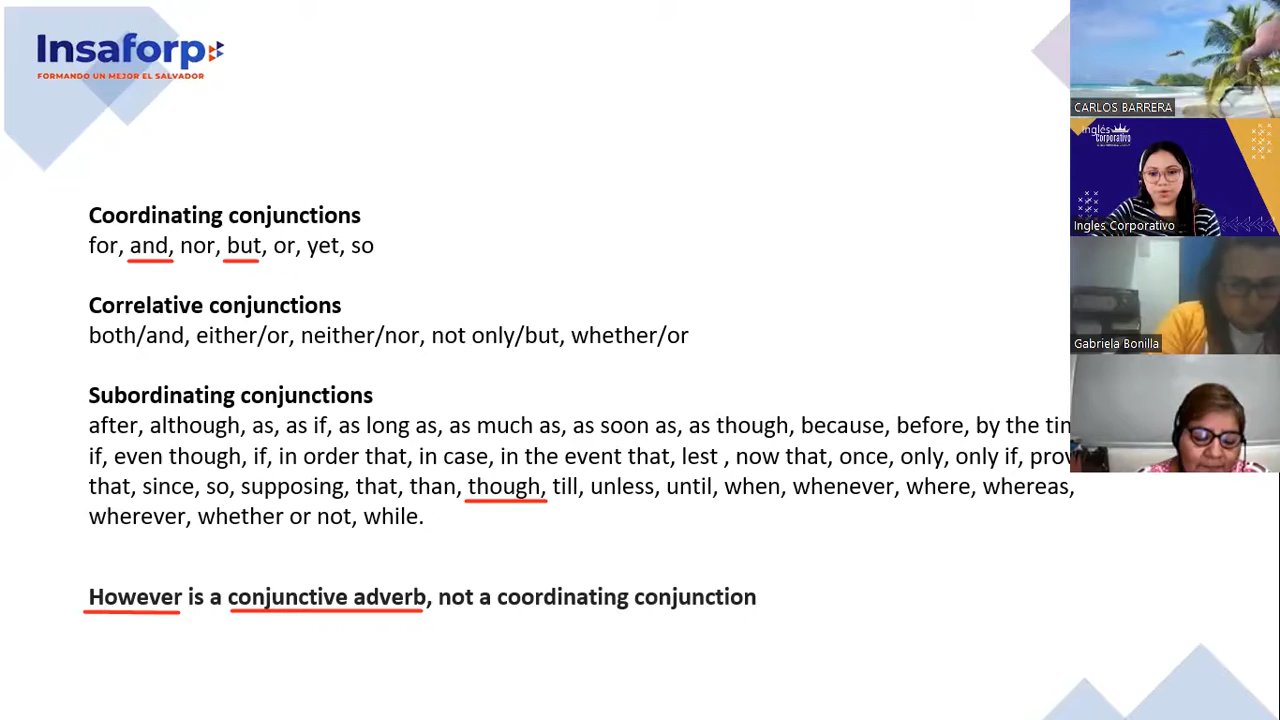 Insaforp
FORMANDO UN MEJOR EL SALVADOR
Coordinating conjunctions
for, and, nor, but, or, yet, so
Correlative conjunctions
both/and, either/or, neither/nor, not only/but, whether/or
Subordinating conjunctions
after, although, as, as if, as long as, as much as, as soon as, as though, because, before, by the
if, even though, if, in order that, in case, in the event that, lest , now that, once, only, only if,
that, since, so, supposing, that, than, though, till, unless, until, when, whenever, where, whereas,
wherever, whether or not, while.
However is a conjunctive adverb, not a coordinating conjunction
CARLOS BARRERA
Inglés
Corporativo
Ingles Corporativo
Gabriela Bonilla